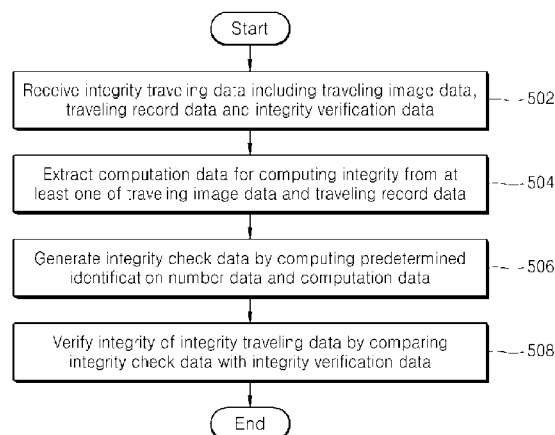 Start
Receive integrity traveling data including traveling image data,
traveling record data and integrity verification data
502
Extract computation data for computing integrity from at
least one of traveling image data and traveling record data
504
Generate integrity check data by computing predetermined
identification number data and computation data
506
Verify integrity of integrity traveling data by comparing
integrity check data with integrity verification data
508
End